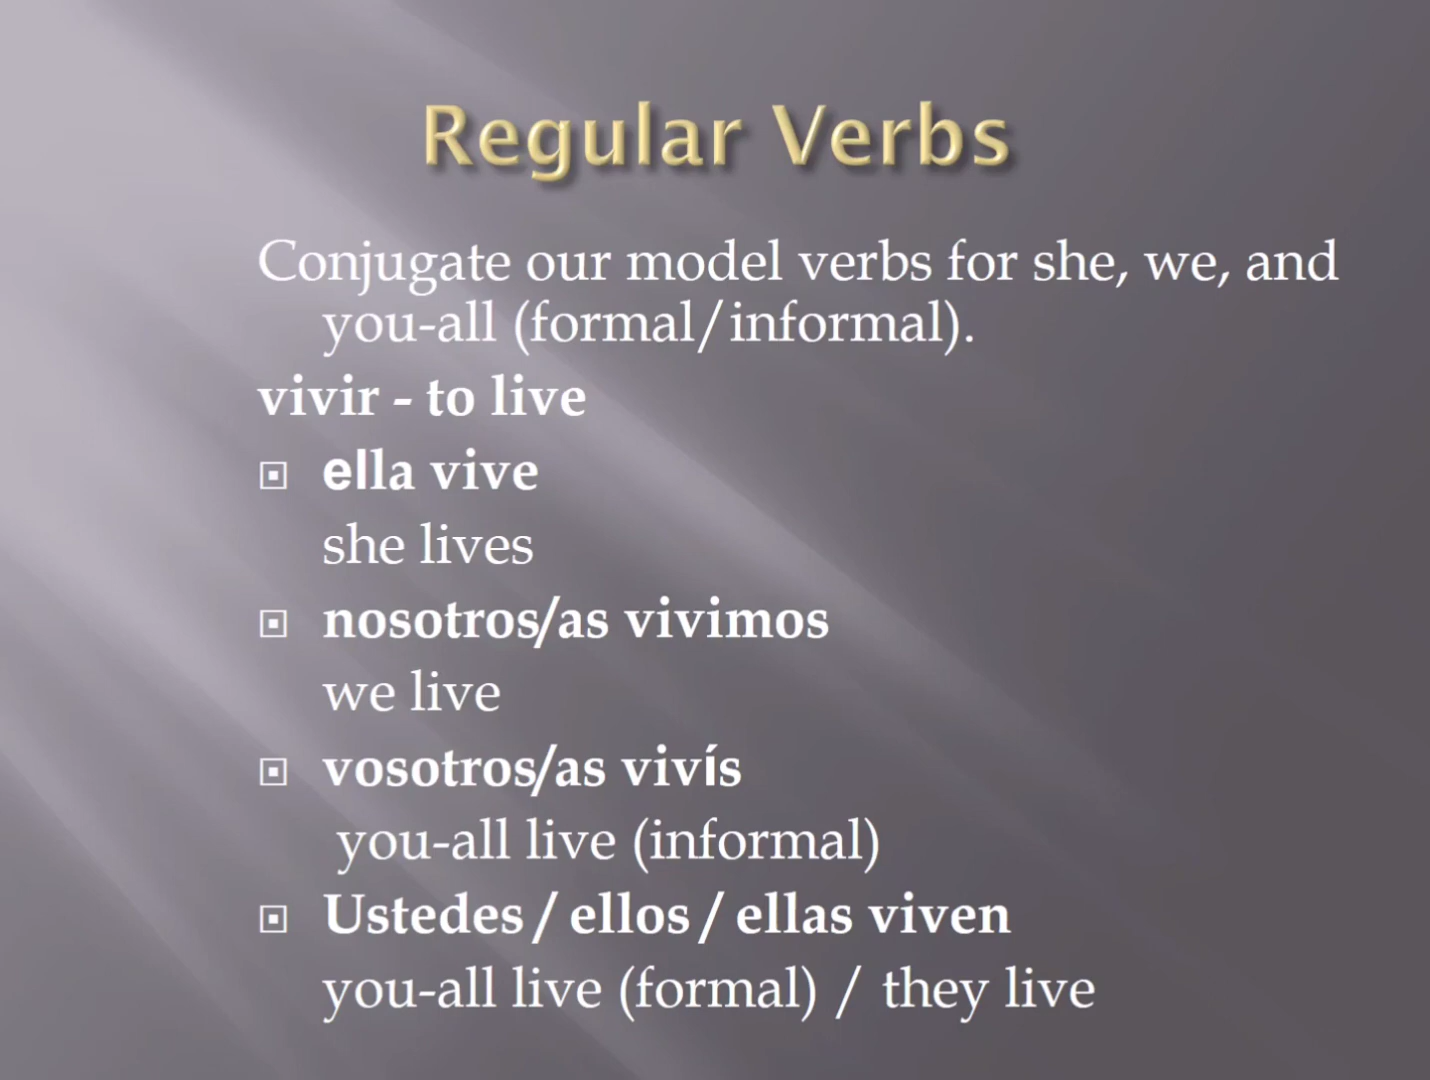 Regular Verbs
Conjugate our model verbs for she, we, and
you-all (formal/informal).
vivir - to live
ella vive
she lives
nosotros/as vivimos
we live
vosotros/as vivís
you-all live (informal)
Ustedes / ellos / ellas viven
you-all live (formal) / they live